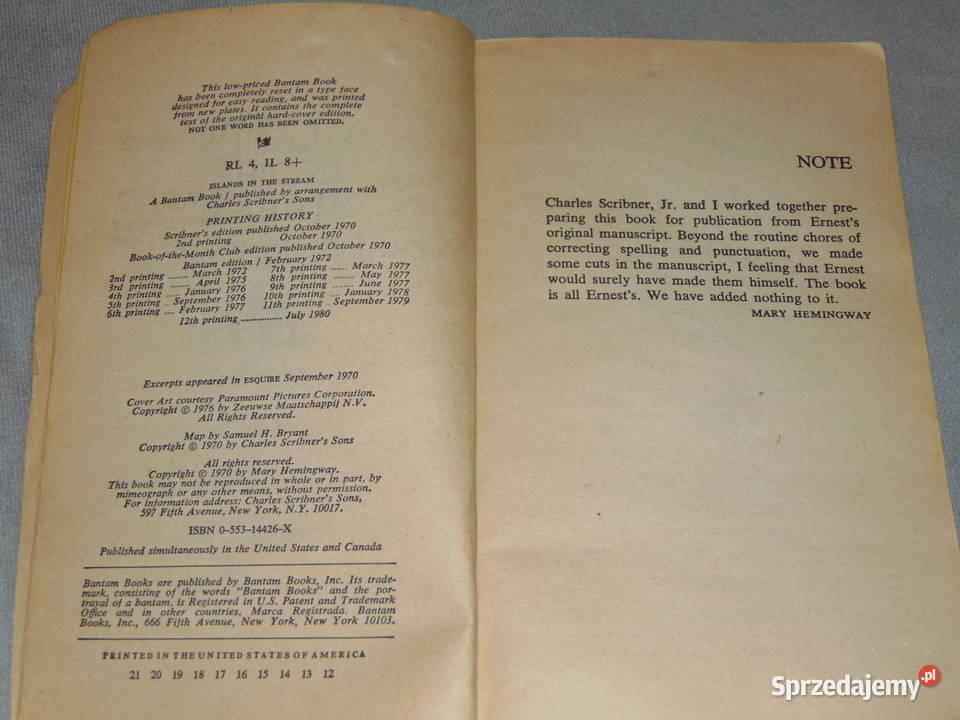 This low-priced Bantam Book
has been completely reset in a type face
designed for easy reading, and was printed
from new plates. It contains the complete
text of the original hard-cover edition.
NOT ONE WORD HAS BEEN OMITTED.
RL 4, IL 8+
ISLANDS IN THE STREAM
A Bantam Book / published by arrangement with
Charles Scribner's Sons
PRINTING HISTORY
Scribner's edition published October 1970
2nd printing October 1970
Book-of-the-Month Club edition published October 1970
Bantam edition / February 1972
2nd printing ........ March 1972 7th printing ...... March 1977
3rd printing ........ April 1975 8th printing ....... May 1977
4th printing ...... January 1976 9th printing ....... June 1977
5th printing .. September 1976 10th printing .... January 1978
6th printing .... February 1977 11th printing .. September 1979
12th printing ................ July 1980
Excerpts appeared in ESQUIRE September 1970
Cover Art courtesy Paramount Pictures Corporation.
Copyright © 1976 by Zeeuwse Maatschappij N.V.
All Rights Reserved.
Map by Samuel H. Bryant
Copyright © 1970 by Charles Scribner's Sons
All rights reserved.
Copyright © 1970 by Mary Hemingway.
This book may not be reproduced in whole or in part, by
mimeograph or any other means, without permission.
For information address: Charles Scribner's Sons,
597 Fifth Avenue, New York, N.Y. 10017.
ISBN 0-553-14426-X
Published simultaneously in the United States and Canada
Bantam Books are published by Bantam Books, Inc. Its trade-
mark, consisting of the words "Bantam Books" and the por-
trayal of a bantam, is Registered in U.S. Patent and Trademark
Office and in other countries. Marca Registrada. Bantam
Books, Inc., 666 Fifth Avenue, New York, New York 10103.
PRINTED IN THE UNITED STATES OF AMERICA
21 20 19 18 17 16 15 14 13 12
NOTE
Charles Scribner, Jr. and I worked together pre-
paring this book for publication from Ernest's
original manuscript. Beyond the routine chores of
correcting spelling and punctuation, we made
some cuts in the manuscript, I feeling that Ernest
would surely have made them himself. The book
is all Ernest's. We have added nothing to it.
MARY HEMINGWAY
Sprzedajemy.pl